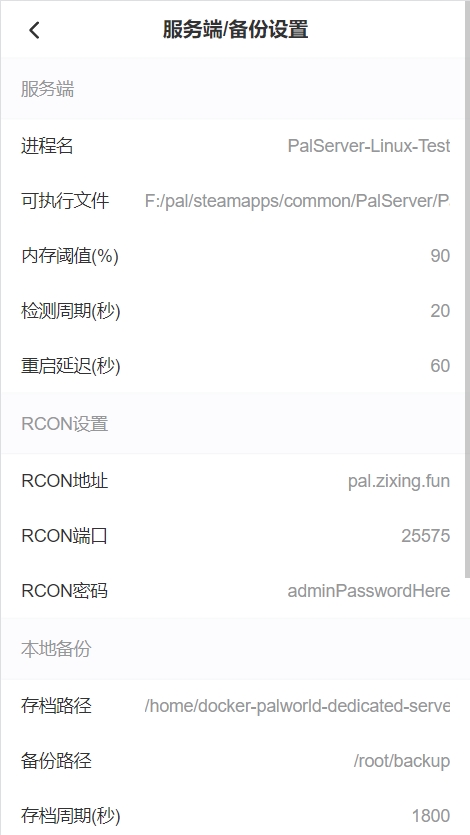 服务端/备份设置
服务端
进程名 PalServer-Linux-Test
可执行文件 F:/pal/steamapps/common/PalServer/P
内存阈值(%) 90
检测周期(秒) 20
重启延迟(秒) 60
RCON设置
RCON地址 pal.zixing.fun
RCON端口 25575
RCON密码 adminPasswordHere
本地备份
存档路径 /home/docker-palworld-dedicated-serve
备份路径 /root/backup
存档周期(秒) 1800